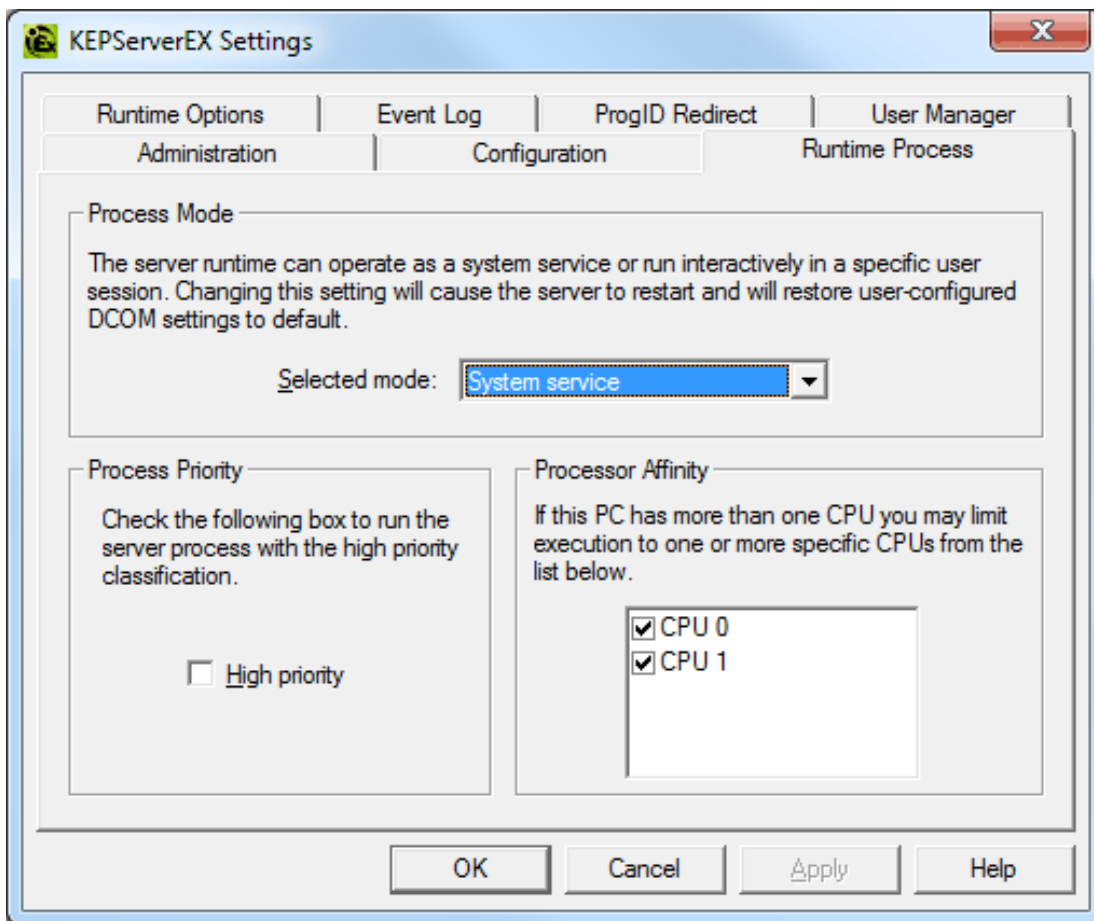 KEPServerEX Settings
Runtime Options
Event Log
ProgID Redirect
User Manager
Administration
Configuration
Runtime Process
Process Mode
The server runtime can operate as a system service or run interactively in a specific user
session. Changing this setting will cause the server to restart and will restore user-configured
DCOM settings to default.
Selected mode:
System service
Process Priority
Check the following box to run the
server process with the high priority
classification.
High priority
Processor Affinity
If this PC has more than one CPU you may limit
execution to one or more specific CPUs from the
list below.
CPU 0
CPU 1
OK
Cancel
Apply
Help